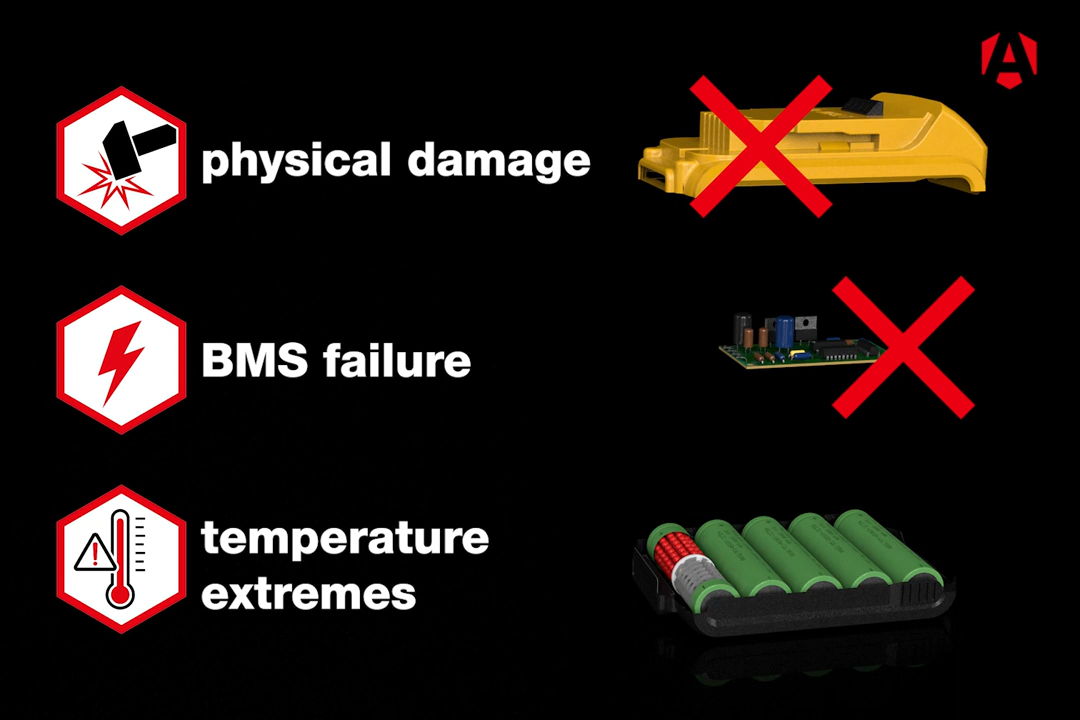 physical damage
BMS failure
temperature
extremes